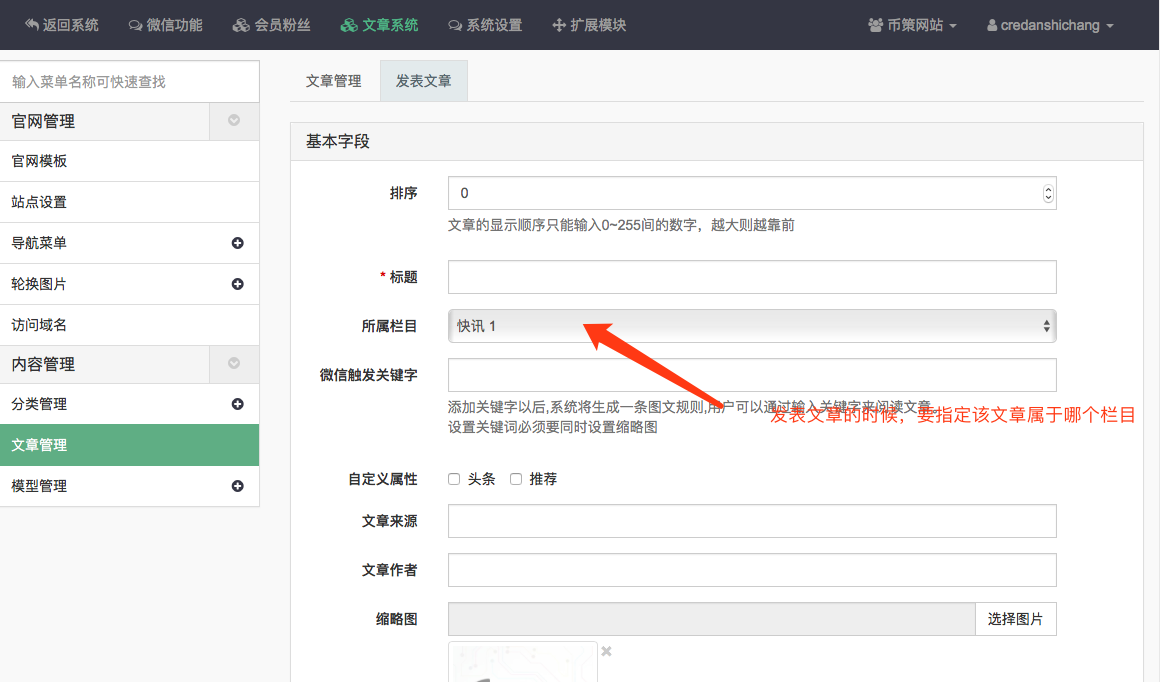 返回系统 微信功能 会员粉丝 文章系统 系统设置 扩展模块 币策网站 credanshichang
输入菜单名称可快速查找
官网管理
官网模板
站点设置
导航菜单
轮换图片
访问域名
内容管理
分类管理
文章管理
模型管理
文章管理 发表文章
基本字段
排序 0
文章的显示顺序只能输入0~255间的数字，越大则越靠前
* 标题
所属栏目 快讯 1
微信触发关键字
添加关键字以后,系统将生成一条图文规则,用户可以通过输入关键字来阅读文章。
发表文章的时候，要指定该文章属于哪个栏目
设置关键词必须要同时设置缩略图
自定义属性 头条 推荐
文章来源
文章作者
缩略图 选择图片